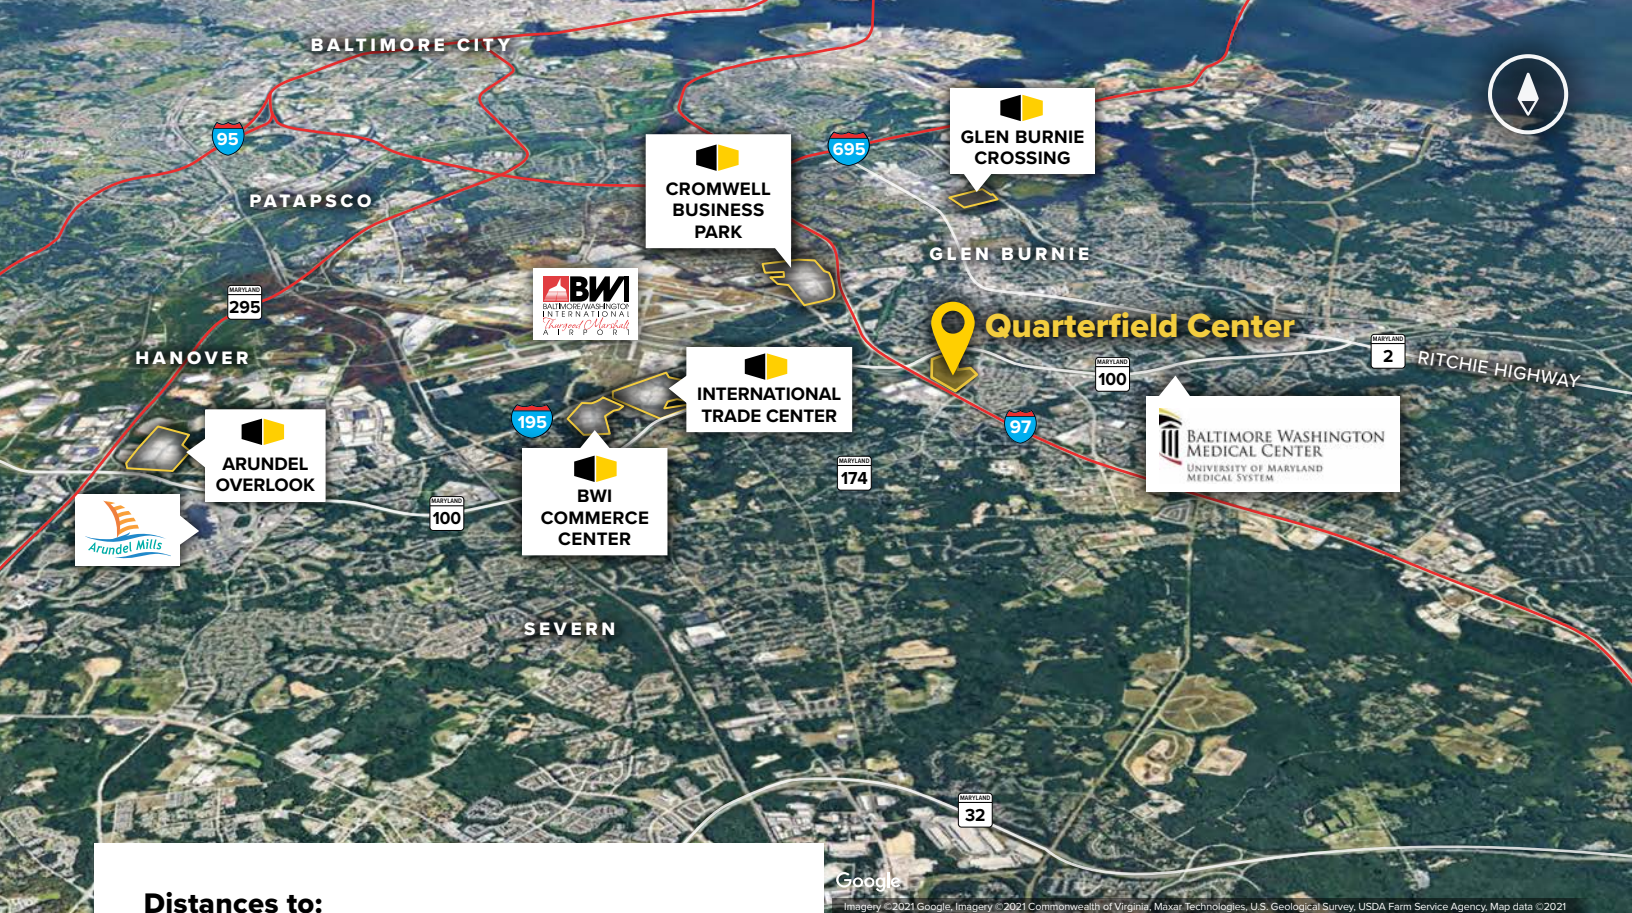 BALTIMORE CITY
95
695
GLEN BURNIE
CROSSING
CROMWELL
BUSINESS
PARK
PATAPSCO
GLEN BURNIE
BWI
BALTIMORE/WASHINGTON
INTERNATIONAL
Thurgood Marshall
AIRPORT
MARYLAND
295
Quarterfield Center
HANOVER
MARYLAND
2
RITCHIE HIGHWAY
MARYLAND
100
INTERNATIONAL
TRADE CENTER
195
97
ARUNDEL
OVERLOOK
BALTIMORE WASHINGTON
MEDICAL CENTER
UNIVERSITY OF MARYLAND
MEDICAL SYSTEM
MARYLAND
174
BWI
COMMERCE
CENTER
MARYLAND
100
Arundel Mills
SEVERN
MARYLAND
32
Distances to:
Google
Imagery ©2021 Google, Imagery ©2021 Commonwealth of Virginia, Maxar Technologies, U.S. Geological Survey, USDA Farm Service Agency, Map data ©2021